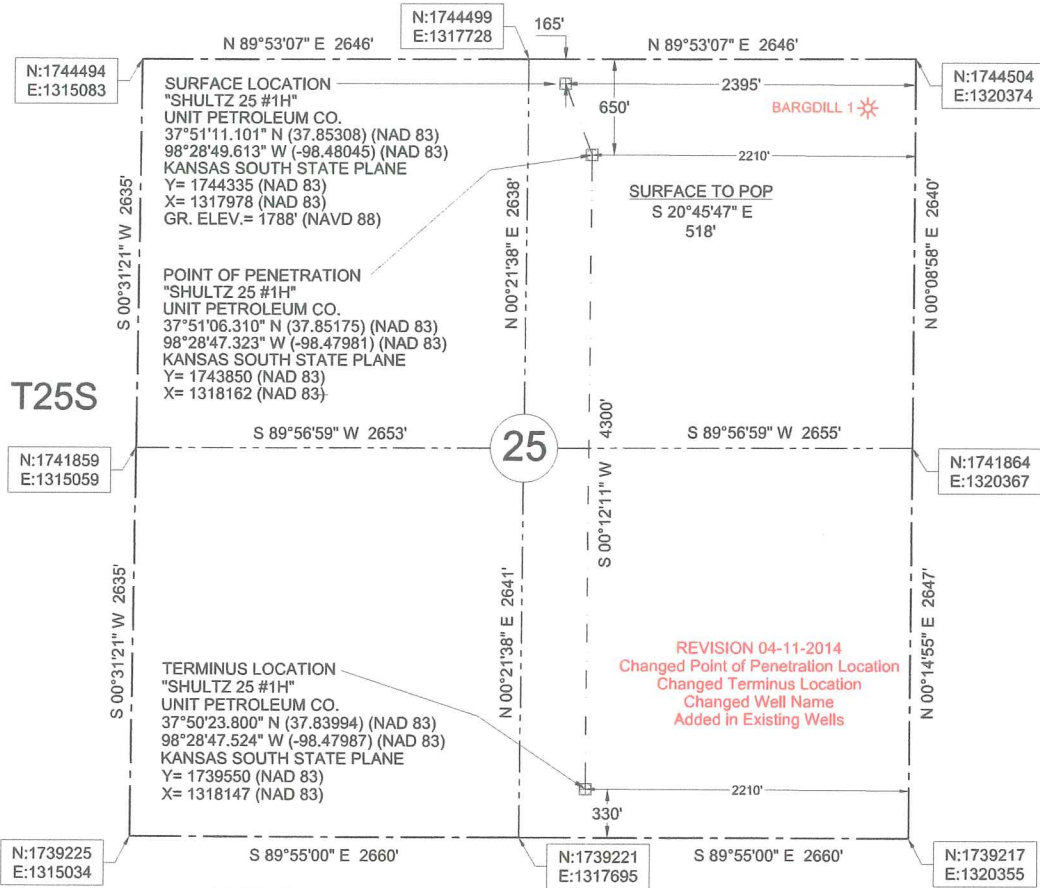 N:1744499
E:1317728
165'
N 89°53'07" E 2646'
N 89°53'07" E 2646'
N:1744494
E:1315083
N:1744504
E:1320374
SURFACE LOCATION
"SHULTZ 25 #1H"
UNIT PETROLEUM CO.
37°51'11.101" N (37.85308) (NAD 83)
98°28'49.613" W (-98.48045) (NAD 83)
KANSAS SOUTH STATE PLANE
Y= 1744335 (NAD 83)
X= 1317978 (NAD 83)
GR. ELEV.= 1788' (NAVD 88)
2395'
650'
BARGDILL 1
2210'
SURFACE TO POP
S 20°45'47" E
518'
S 00°31'21" W 2635'
N 00°21'38" E 2638'
N 00°08'58" E 2640'
POINT OF PENETRATION
"SHULTZ 25 #1H"
UNIT PETROLEUM CO.
37°51'06.310" N (37.85175) (NAD 83)
98°28'47.323" W (-98.47981) (NAD 83)
KANSAS SOUTH STATE PLANE
Y= 1743850 (NAD 83)
X= 1318162 (NAD 83)
T25S
S 89°56'59" W 2653'
25
S 89°56'59" W 2655'
N:1741859
E:1315059
N:1741864
E:1320367
S 00°12'11" W 4300'
S 00°31'21" W 2635'
N 00°21'38" E 2641'
N 00°14'55" E 2647'
REVISION 04-11-2014
Changed Point of Penetration Location
Changed Terminus Location
Changed Well Name
Added in Existing Wells
TERMINUS LOCATION
"SHULTZ 25 #1H"
UNIT PETROLEUM CO.
37°50'23.800" N (37.83994) (NAD 83)
98°28'47.524" W (-98.47987) (NAD 83)
KANSAS SOUTH STATE PLANE
Y= 1739550 (NAD 83)
X= 1318147 (NAD 83)
2210'
330'
N:1739225
E:1315034
S 89°55'00" E 2660'
N:1739221
E:1317695
S 89°55'00" E 2660'
N:1739217
E:1320355